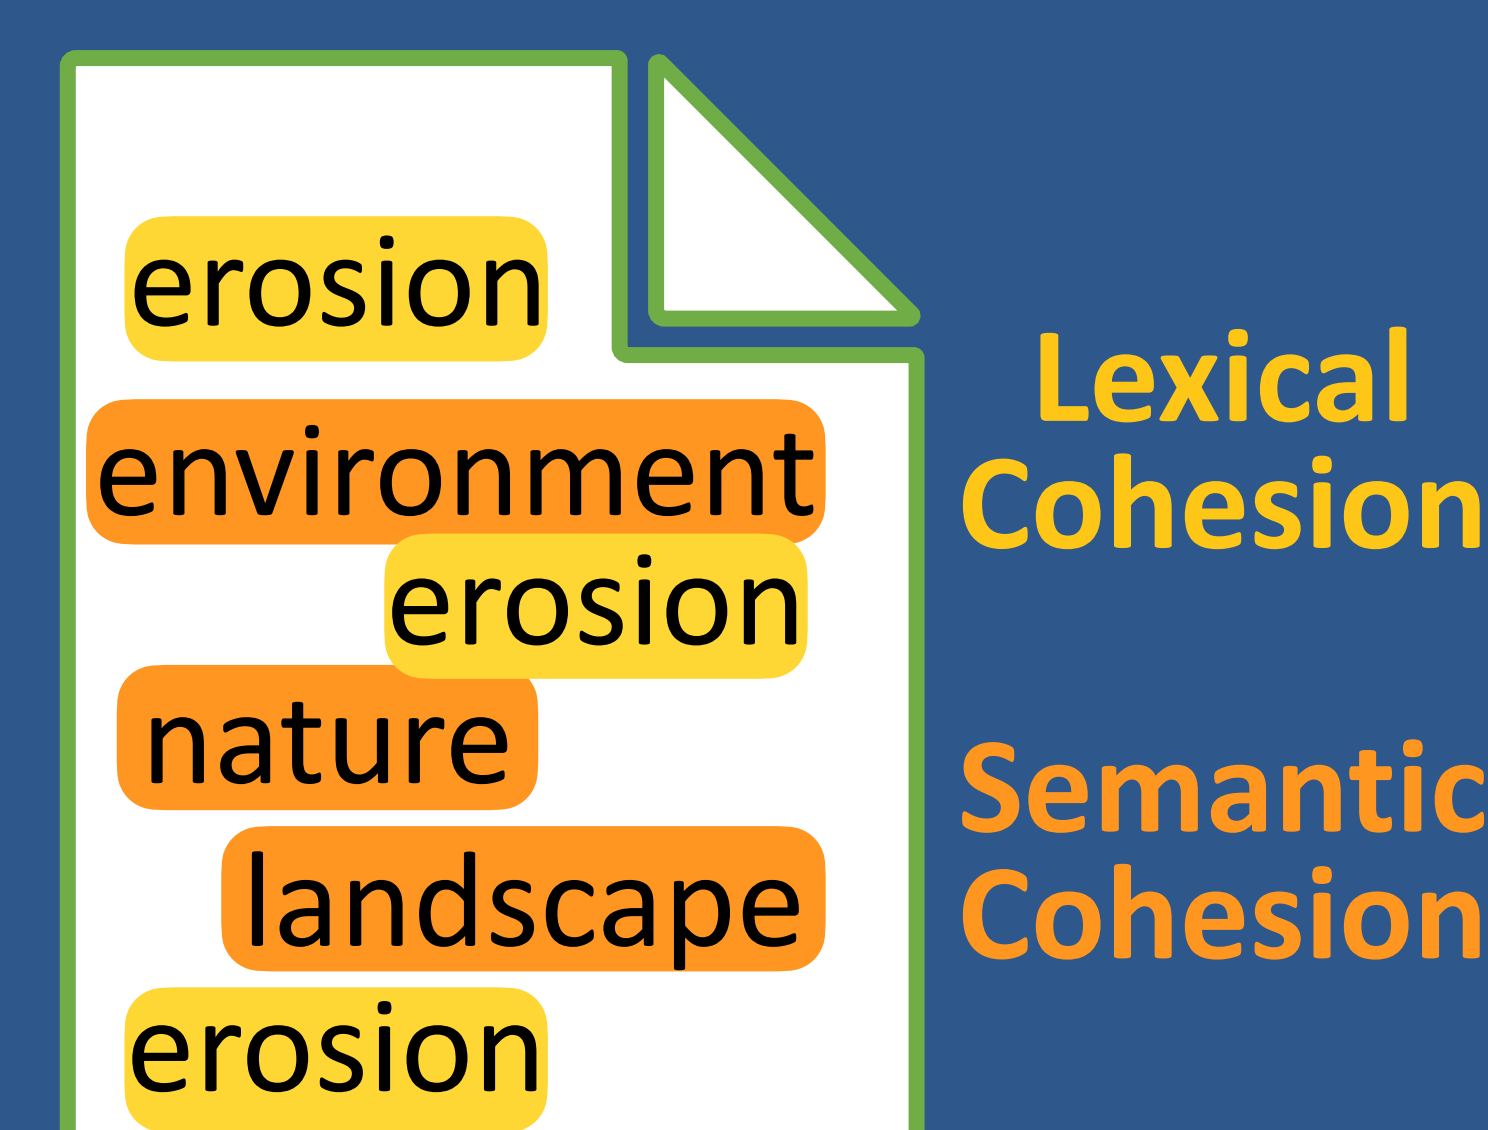 erosion
environment
erosion
nature
landscape
erosion
Lexical
Cohesion
Semantic
Cohesion